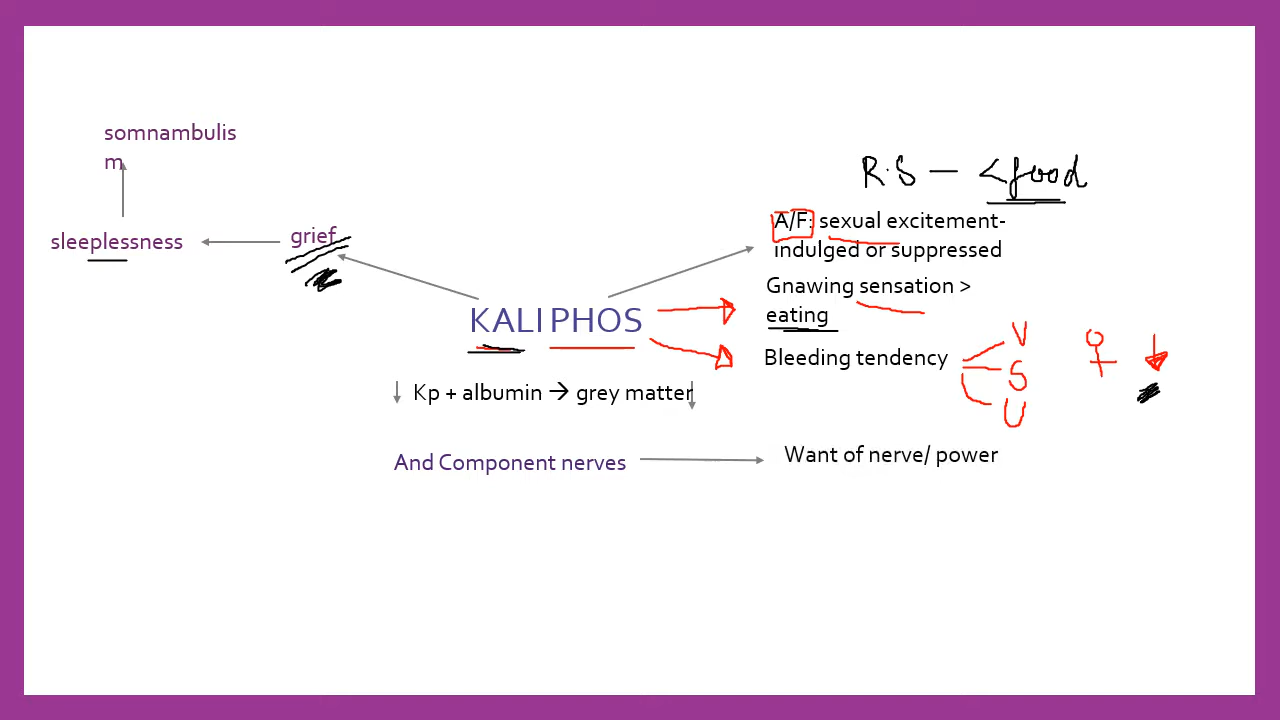 somnambulis
m
sleeplessness
grief
R.S — <food
A/F: sexual excitement-
indulged or suppressed
Gnawing sensation >
eating
KALI PHOS
Bleeding tendency
V
S
U
♀ ↓
↓ Kp + albumin → grey matter↓
And Component nerves
Want of nerve/ power